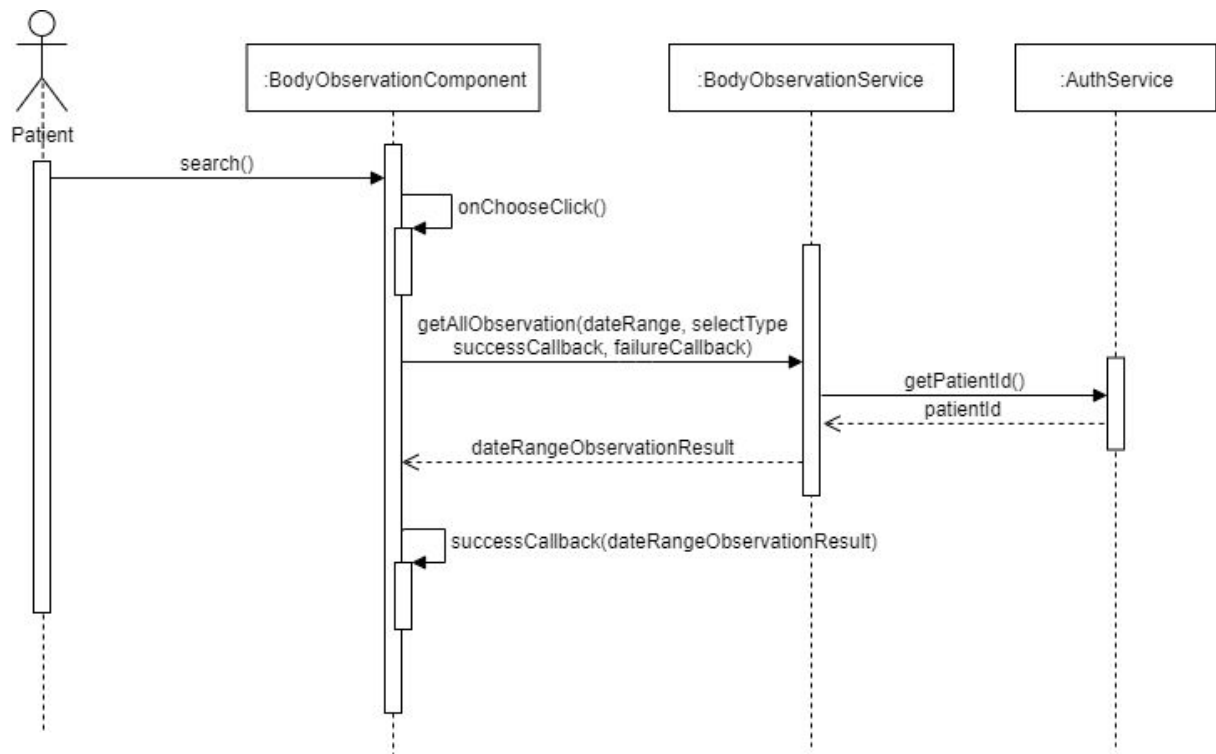 :BodyObservationComponent
:BodyObservationService
:AuthService
Patient
search()
onChooseClick()
getAllObservation(dateRange, selectType
successCallback, failureCallback)
getPatientId()
patientId
dateRangeObservationResult
successCallback(dateRangeObservationResult)